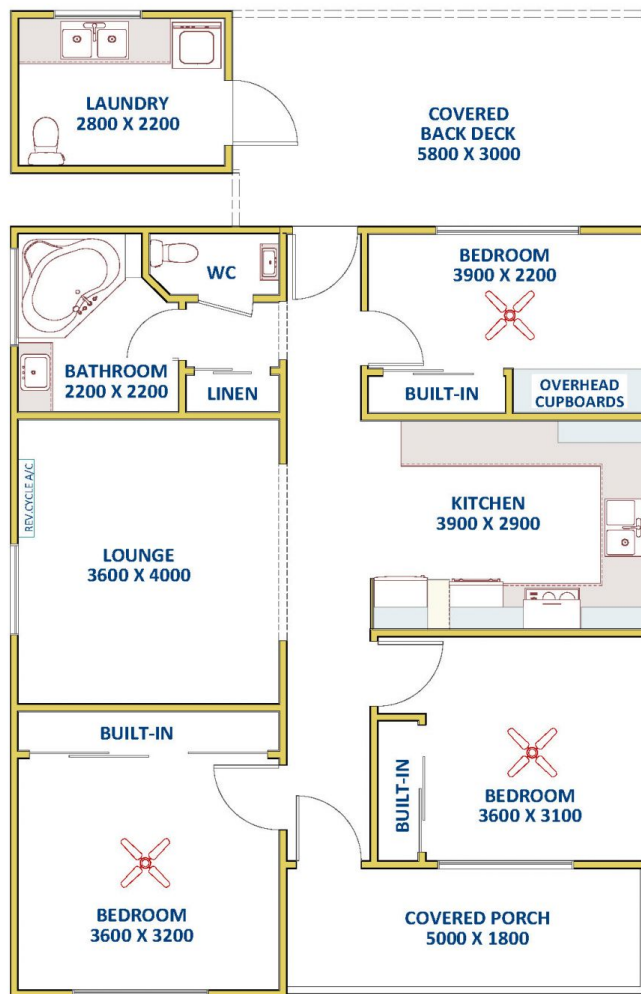 LAUNDRY
2800 X 2200
COVERED
BACK DECK
5800 X 3000
WC
BEDROOM
3900 X 2200
BATHROOM
2200 X 2200
LINEN
BUILT-IN
OVERHEAD
CUPBOARDS
REV.CYCLE A/C
KITCHEN
3900 X 2900
LOUNGE
3600 X 4000
BUILT-IN
BUILT-IN
BEDROOM
3600 X 3100
BEDROOM
3600 X 3200
COVERED PORCH
5000 X 1800